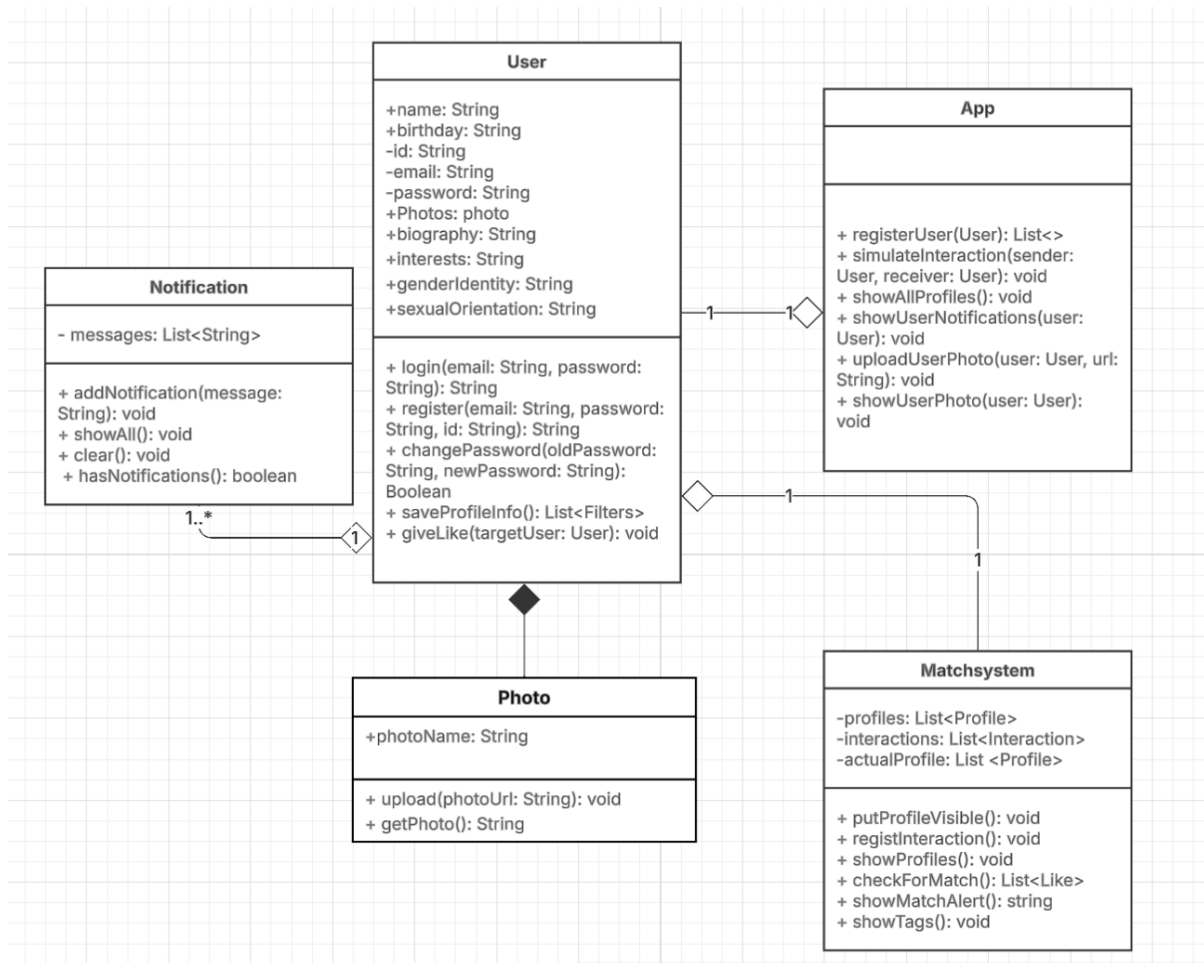 User
+name: String
+birthday: String
-id: String
-email: String
-password: String
+Photos: photo
+biography: String
+interests: String
+genderIdentity: String
+sexualOrientation: String
+ login(email: String, password:
String): String
+ register(email: String, password:
String, id: String): String
+ changePassword(oldPassword:
String, newPassword: String):
Boolean
+ saveProfileInfo(): List<Filters>
+ giveLike(targetUser: User): void
App
+ registerUser(User): List<>
+ simulateInteraction(sender:
User, receiver: User): void
+ showAllProfiles(): void
+ showUserNotifications(user:
User): void
+ uploadUserPhoto(user: User, url:
String): void
+ showUserPhoto(user: User):
void
1
1
Notification
- messages: List<String>
+ addNotification(message:
String): void
+ showAll(): void
+ clear(): void
+ hasNotifications(): boolean
1..*
1
1
1
Photo
+photoName: String
+ upload(photoUrl: String): void
+ getPhoto(): String
Matchsystem
-profiles: List<Profile>
-interactions: List<Interaction>
-actualProfile: List <Profile>
+ putProfileVisible(): void
+ registInteraction(): void
+ showProfiles(): void
+ checkForMatch(): List<Like>
+ showMatchAlert(): string
+ showTags(): void